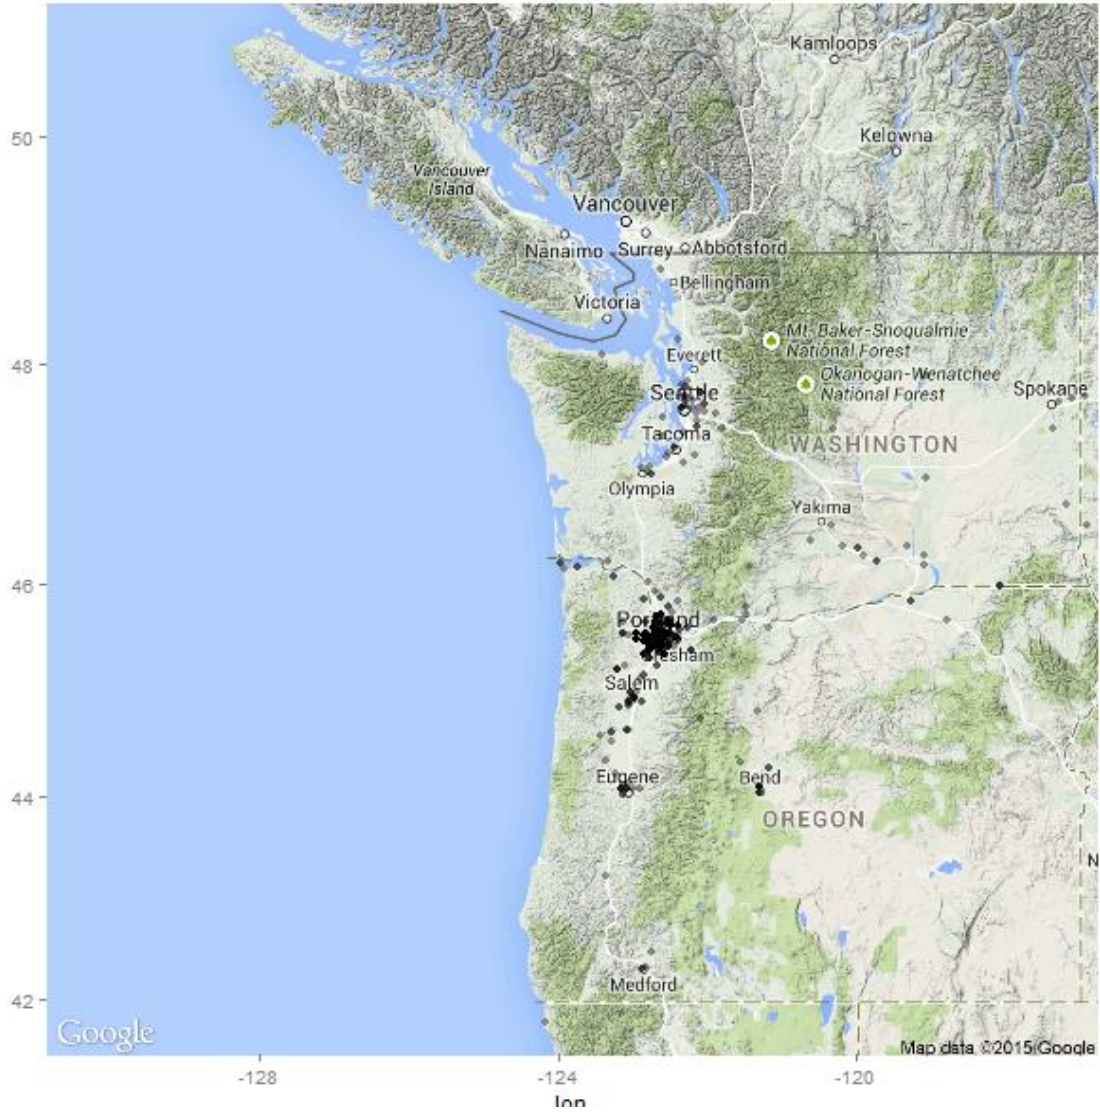 Kamloops
50
Kelowna
Vancouver
Island
Vancouver
Nanaimo
Surrey
Abbotsford
Bellingham
Victoria
Mt. Baker-Snoqualmie
National Forest
48
Everett
Okanogan-Wenatchee
National Forest
Seattle
Spokane
Tacoma
WASHINGTON
Olympia
Yakima
46
Portland
resham
Salem
Eugene
Bend
44
OREGON
N
Medford
42
Google
Map data ©2015 Google
-128
-124
-120
lon